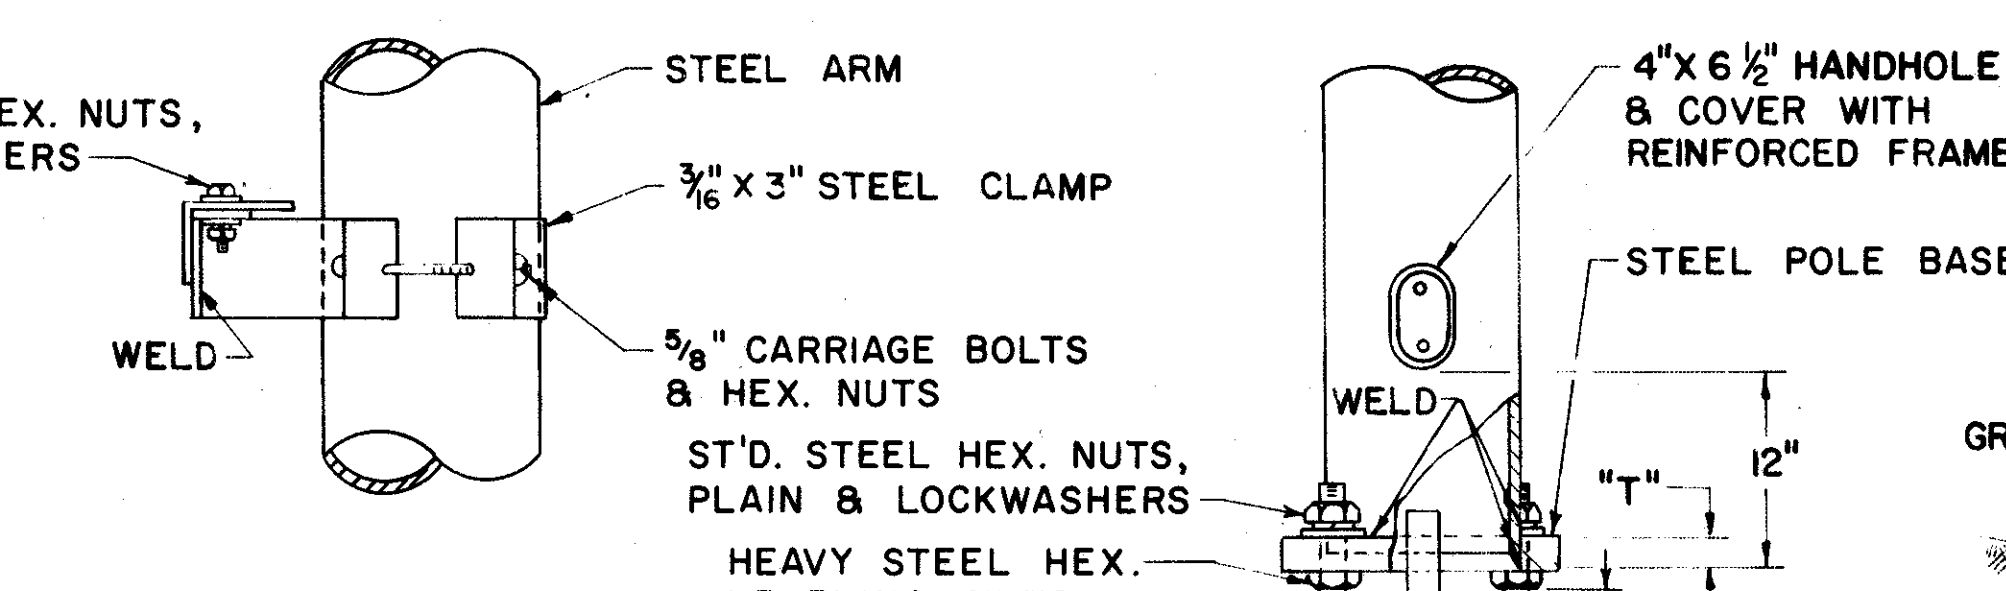 STEEL ARM
EX. NUTS,
ERS
3/16" X 3" STEEL CLAMP
WELD
5/8" CARRIAGE BOLTS
& HEX. NUTS
ST'D. STEEL HEX. NUTS,
PLAIN & LOCKWASHERS
HEAVY STEEL HEX.
4" X 6 1/2" HANDHOLE
& COVER WITH
REINFORCED FRAME
STEEL POLE BASE
WELD
12"
"T"
GR